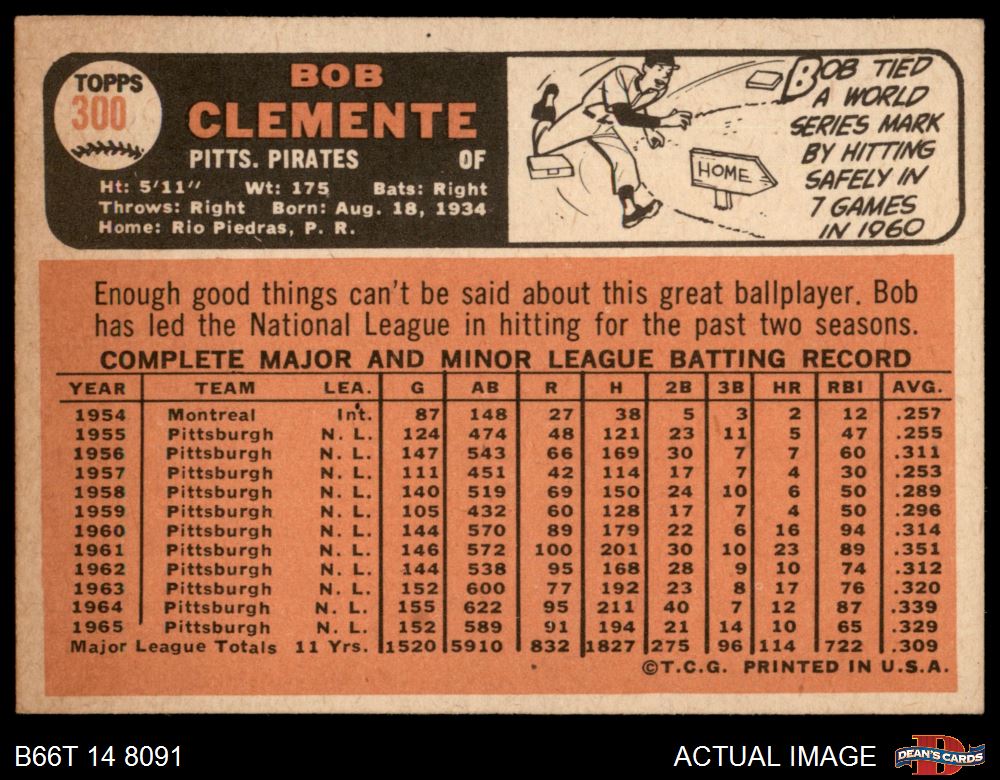 TOPPS
300
BOB
CLEMENTE
PITTS. PIRATES OF
Ht: 5'11" Wt: 175 Bats: Right
Throws: Right Born: Aug. 18, 1934
Home: Rio Piedras, P. R.
HOME
BOB TIED
A WORLD
SERIES MARK
BY HITTING
SAFELY IN
7 GAMES
IN 1960
Enough good things can't be said about this great ballplayer. Bob
has led the National League in hitting for the past two seasons.
COMPLETE MAJOR AND MINOR LEAGUE BATTING RECORD
YEAR TEAM LEA. G AB R H 2B 3B HR RBI AVG.
1954 Montreal Int. 87 148 27 38 5 3 2 12 .257
1955 Pittsburgh N. L. 124 474 48 121 23 11 5 47 .255
1956 Pittsburgh N. L. 147 543 66 169 30 7 7 60 .311
1957 Pittsburgh N. L. 111 451 42 114 17 7 4 30 .253
1958 Pittsburgh N. L. 140 519 69 150 24 10 6 50 .289
1959 Pittsburgh N. L. 105 432 60 128 17 7 4 50 .296
1960 Pittsburgh N. L. 144 570 89 179 22 6 16 94 .314
1961 Pittsburgh N. L. 146 572 100 201 30 10 23 89 .351
1962 Pittsburgh N. L. 144 538 95 168 28 9 10 74 .312
1963 Pittsburgh N. L. 152 600 77 192 23 8 17 76 .320
1964 Pittsburgh N. L. 155 622 95 211 40 7 12 87 .339
1965 Pittsburgh N. L. 152 589 91 194 21 14 10 65 .329
Major League Totals 11 Yrs. 1520 5910 832 1827 275 96 114 722 .309
©T.C.G. PRINTED IN U.S.A.
B66T 14 8091
ACTUAL IMAGE
DEAN'S CARDS